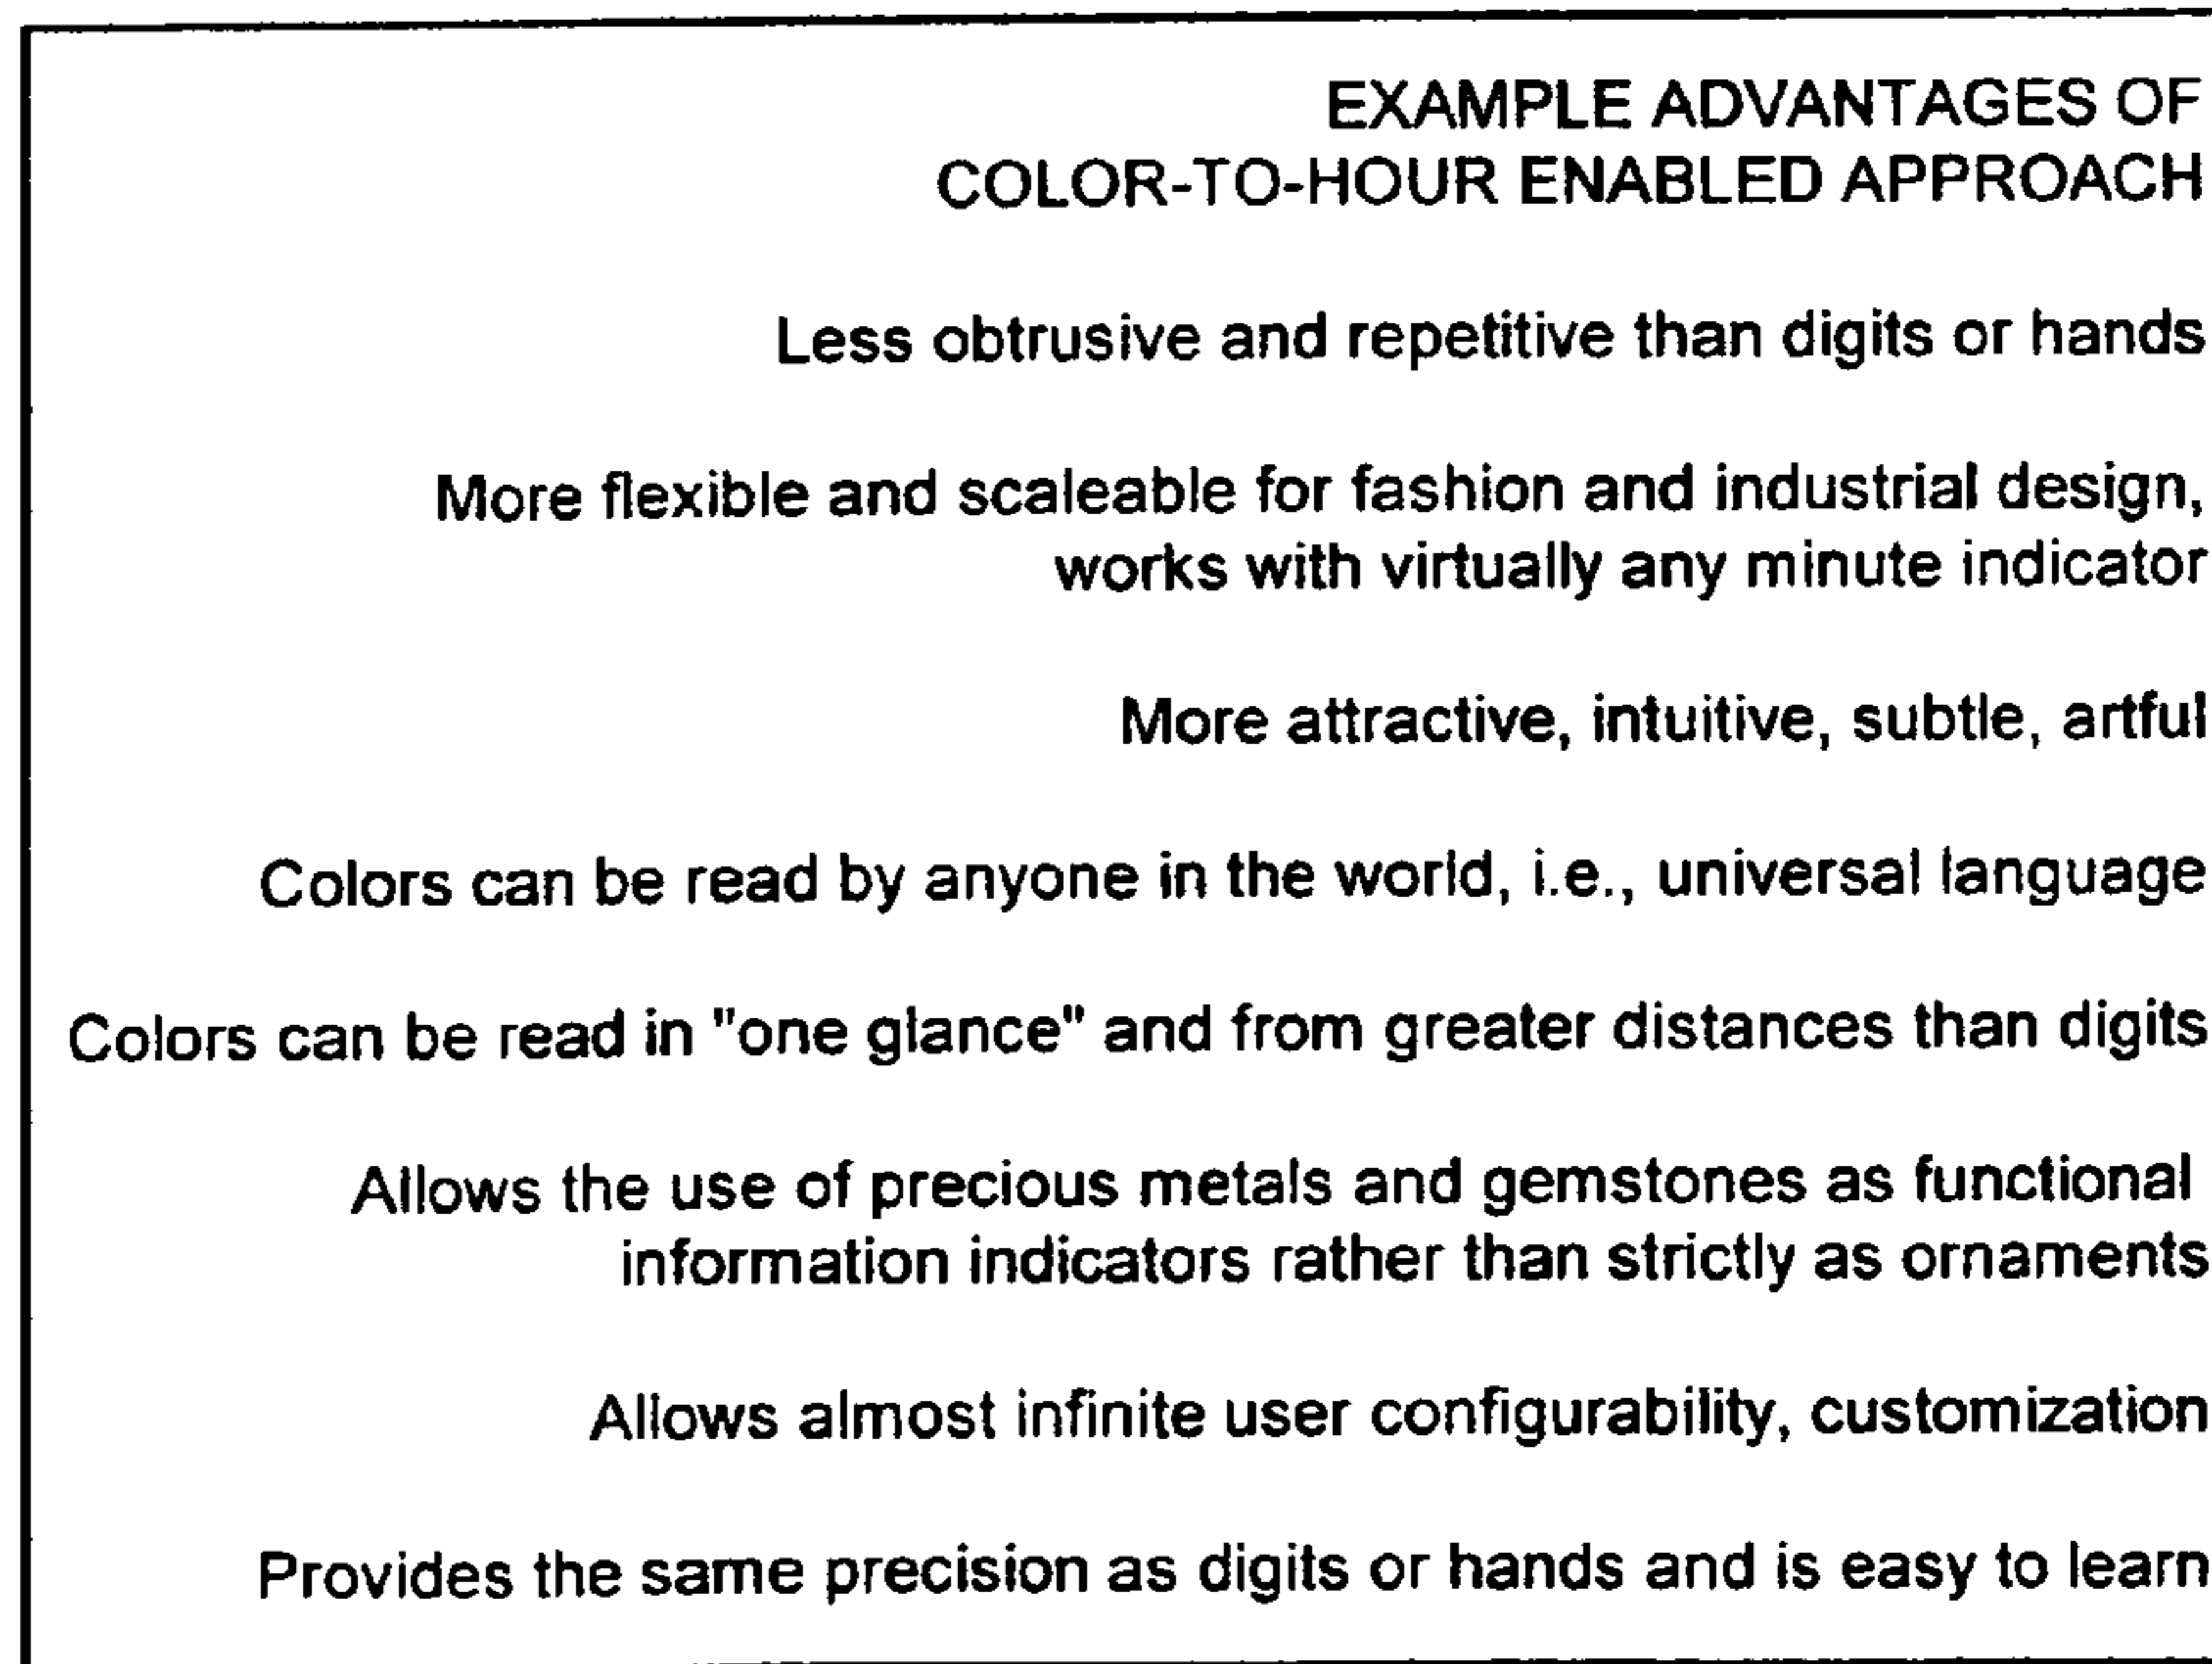 EXAMPLE ADVANTAGES OF
COLOR-TO-HOUR ENABLED APPROACH
Less obtrusive and repetitive than digits or hands
More flexible and scaleable for fashion and industrial design,
works with virtually any minute indicator
More attractive, intuitive, subtle, artful
Colors can be read by anyone in the world, i.e., universal language
Colors can be read in "one glance" and from greater distances than digits
Allows the use of precious metals and gemstones as functional
information indicators rather than strictly as ornaments
Allows almost infinite user configurability, customization
Provides the same precision as digits or hands and is easy to learn